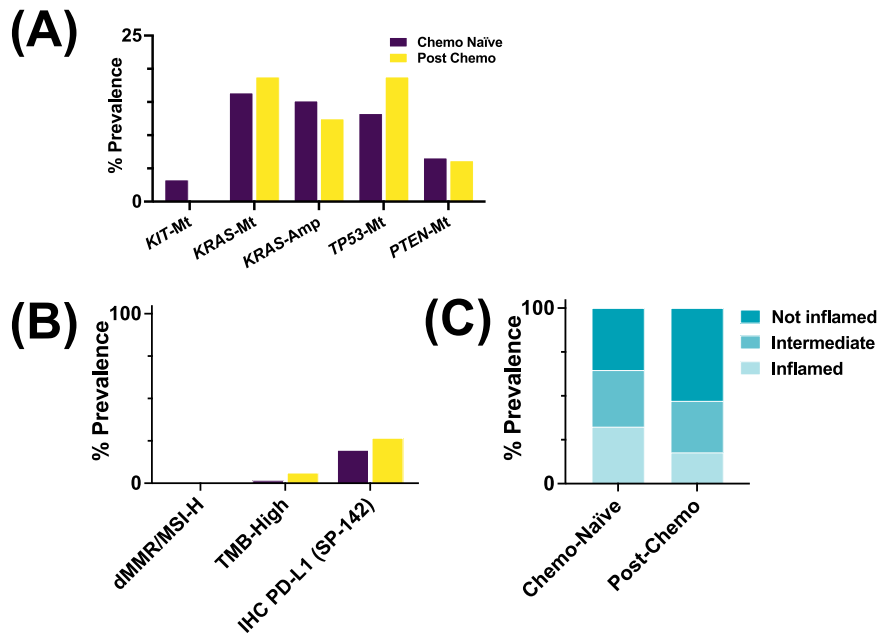 (A)
25
0
% Prevalence
Chemo Naïve
Post Chemo
KIT-Mt
KRAS-Mt
KRAS-Amp
TP53-Mt
PTEN-Mt
(B)
100
0
% Prevalence
dMMR/MSI-H
TMB-High
IHC PD-L1 (SP-142)
(C)
100
0
% Prevalence
Not inflamed
Intermediate
Inflamed
Chemo-Naïve
Post-Chemo